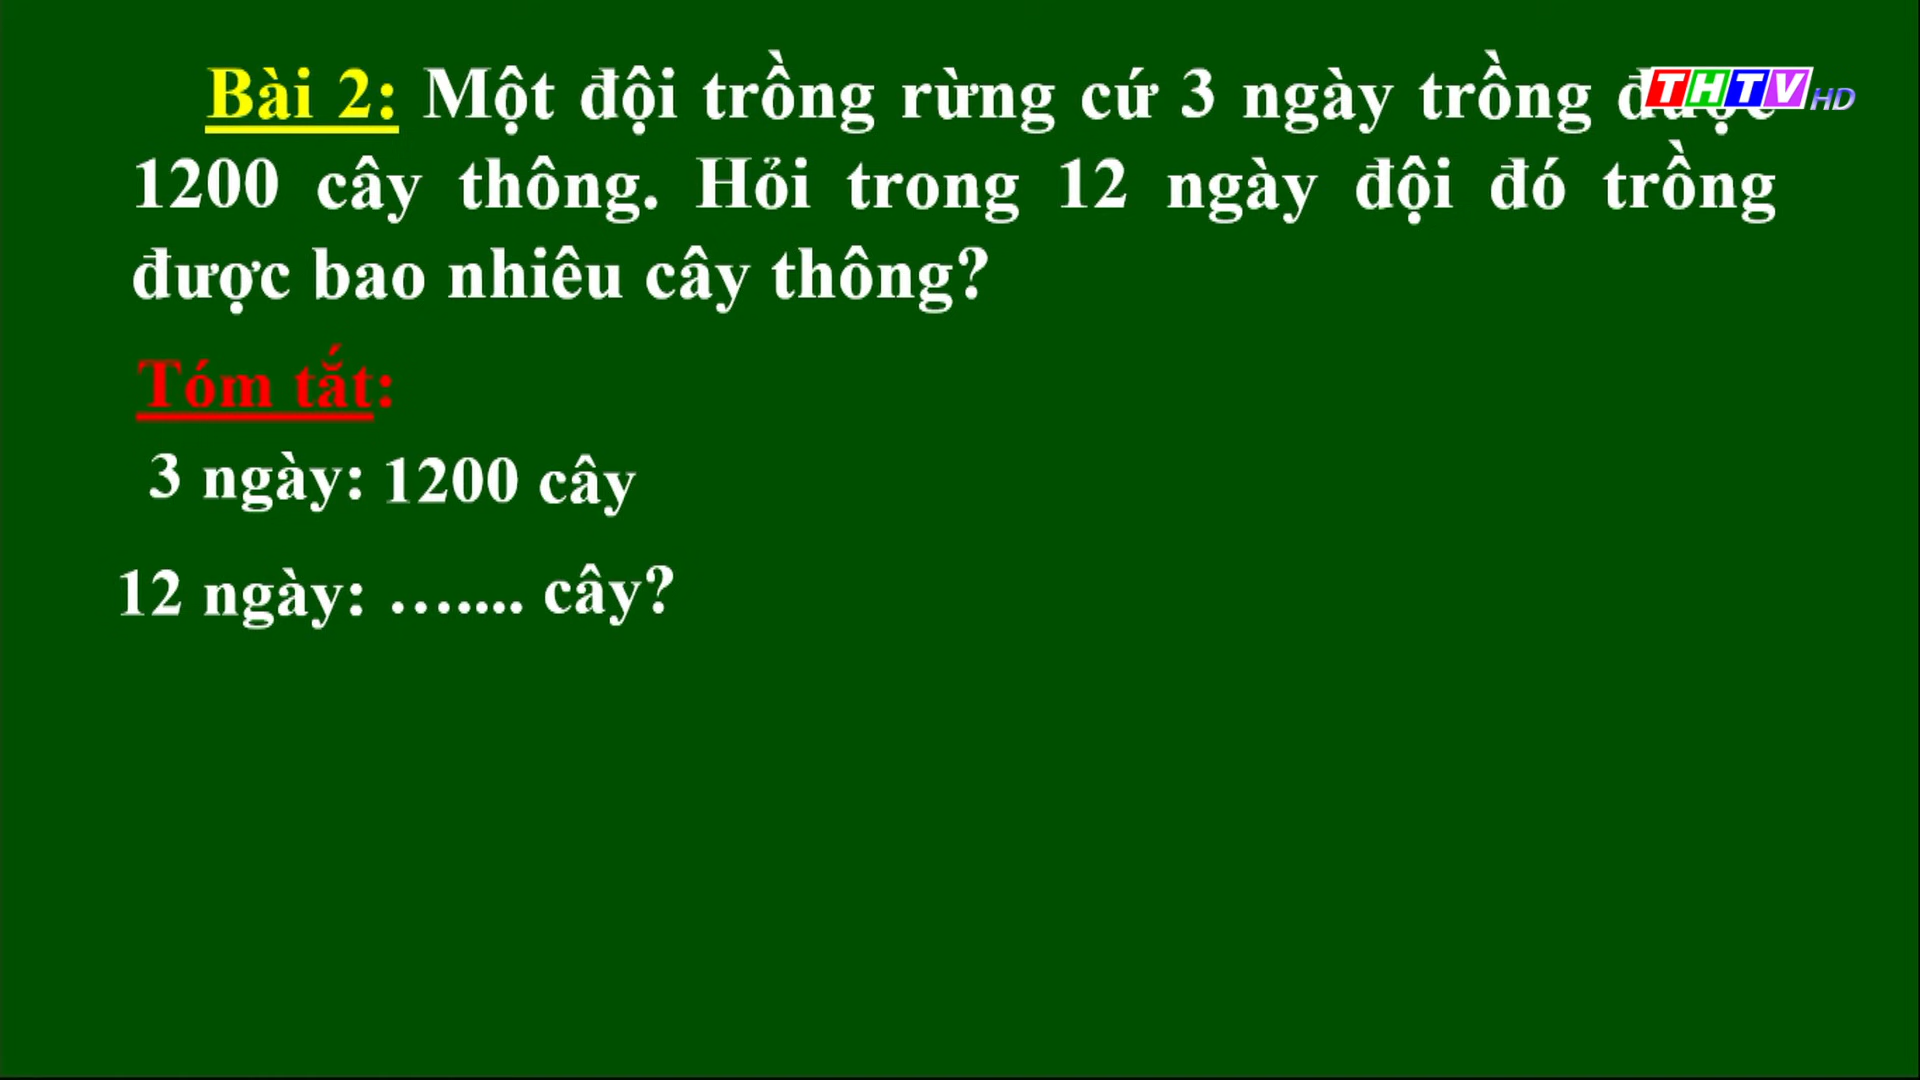 Bài 2: Một đội trồng rừng cứ 3 ngày trồng
THTV HD
1200 cây thông. Hỏi trong 12 ngày đội đó trồng
được bao nhiêu cây thông?
Tóm tắt:
3 ngày: 1200 cây
12 ngày: ….... cây?